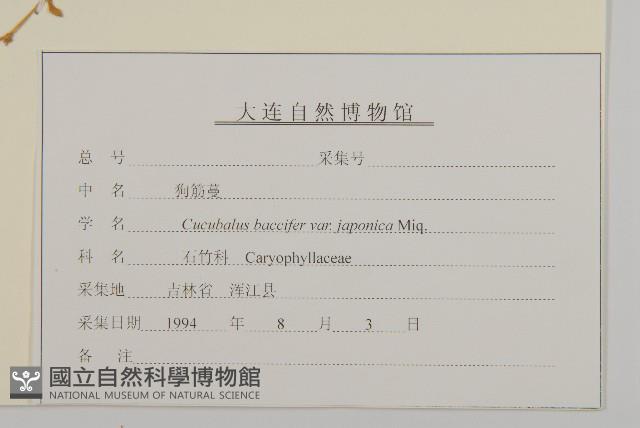 大连自然博物馆
总 号 采集号
中 名 狗筋蔓
学 名 Cucubalus baccifer var. japonica Miq.
科 名 石竹科 Caryophyllaceae
采集地 吉林省 浑江县
采集日期 1994 年 8 月 3 日
备 注
國立自然科學博物館
NATIONAL MUSEUM OF NATURAL SCIENCE